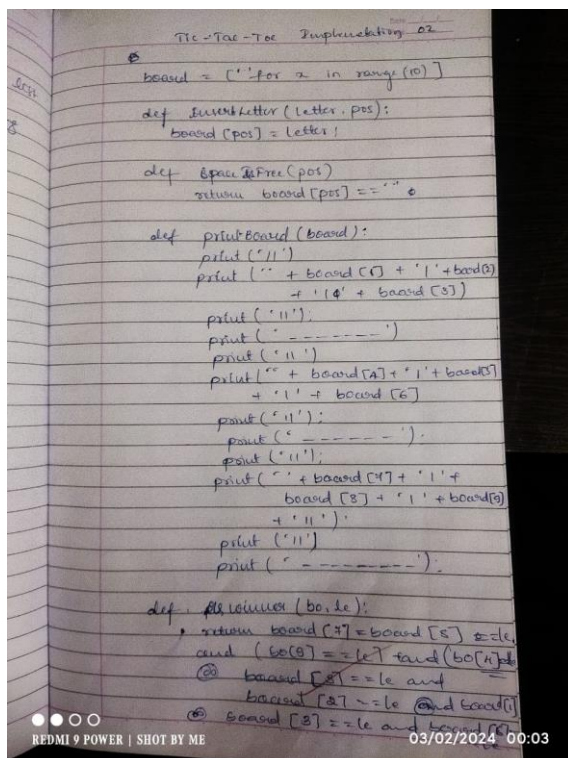 Tic-Tac-Toe Implementation 02
board = [' ' for x in range(10)]
def InsertLetter(letter, pos):
board[pos] = letter;
def SpaceIsFree(pos)
return board[pos] == ' '
def printBoard(board):
print('||')
print(' ' + board[1] + '|' + board[2]
+ '|' + board[3])
print('||');
print('- - - - - - -')
print('||')
print(' ' + board[4] + '|' + board[5]
+ '|' + board[6]
print('||');
print('- - - - - -');
print('||');
print(' ' + board[7] + '|' +
board[8] + '|' + board[9]
+ '||');
print('||']
print('- - - - - - - -');
def IsWinner(bo, le):
return board[7] = board[8] == le
and (bo[9] == le) and (bo[4]
board [5] == le and
board [2] == le and board[1]
board [3] == le and board [6]
REDMI 9 POWER | SHOT BY ME
03/02/2024 00:03